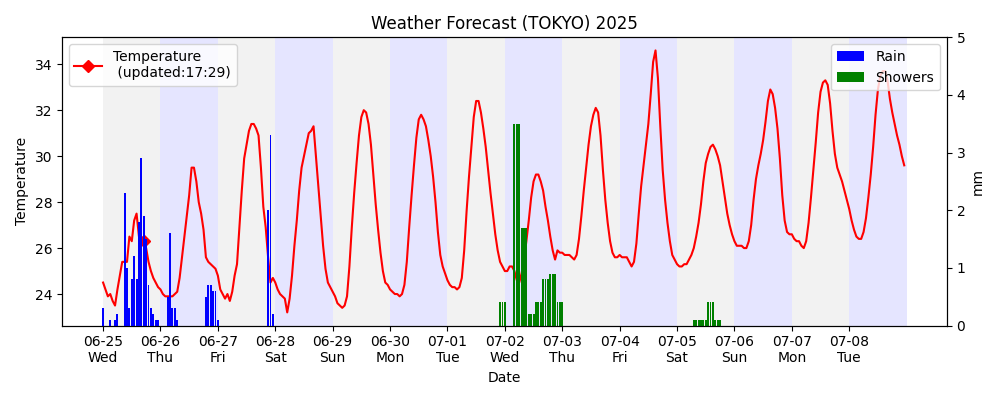 Weather Forecast (TOKYO) 2025
Temperature
(updated:17:29)
Rain
Showers
Temperature
34
32
30
28
26
24
5
4
3
2
1
0
mm
06-25 06-26 06-27 06-28 06-29 06-30 07-01 07-02 07-03 07-04 07-05 07-06 07-07 07-08
Wed Thu Fri Sat Sun Mon Tue Wed Thu Fri Sat Sun Mon Tue
Date